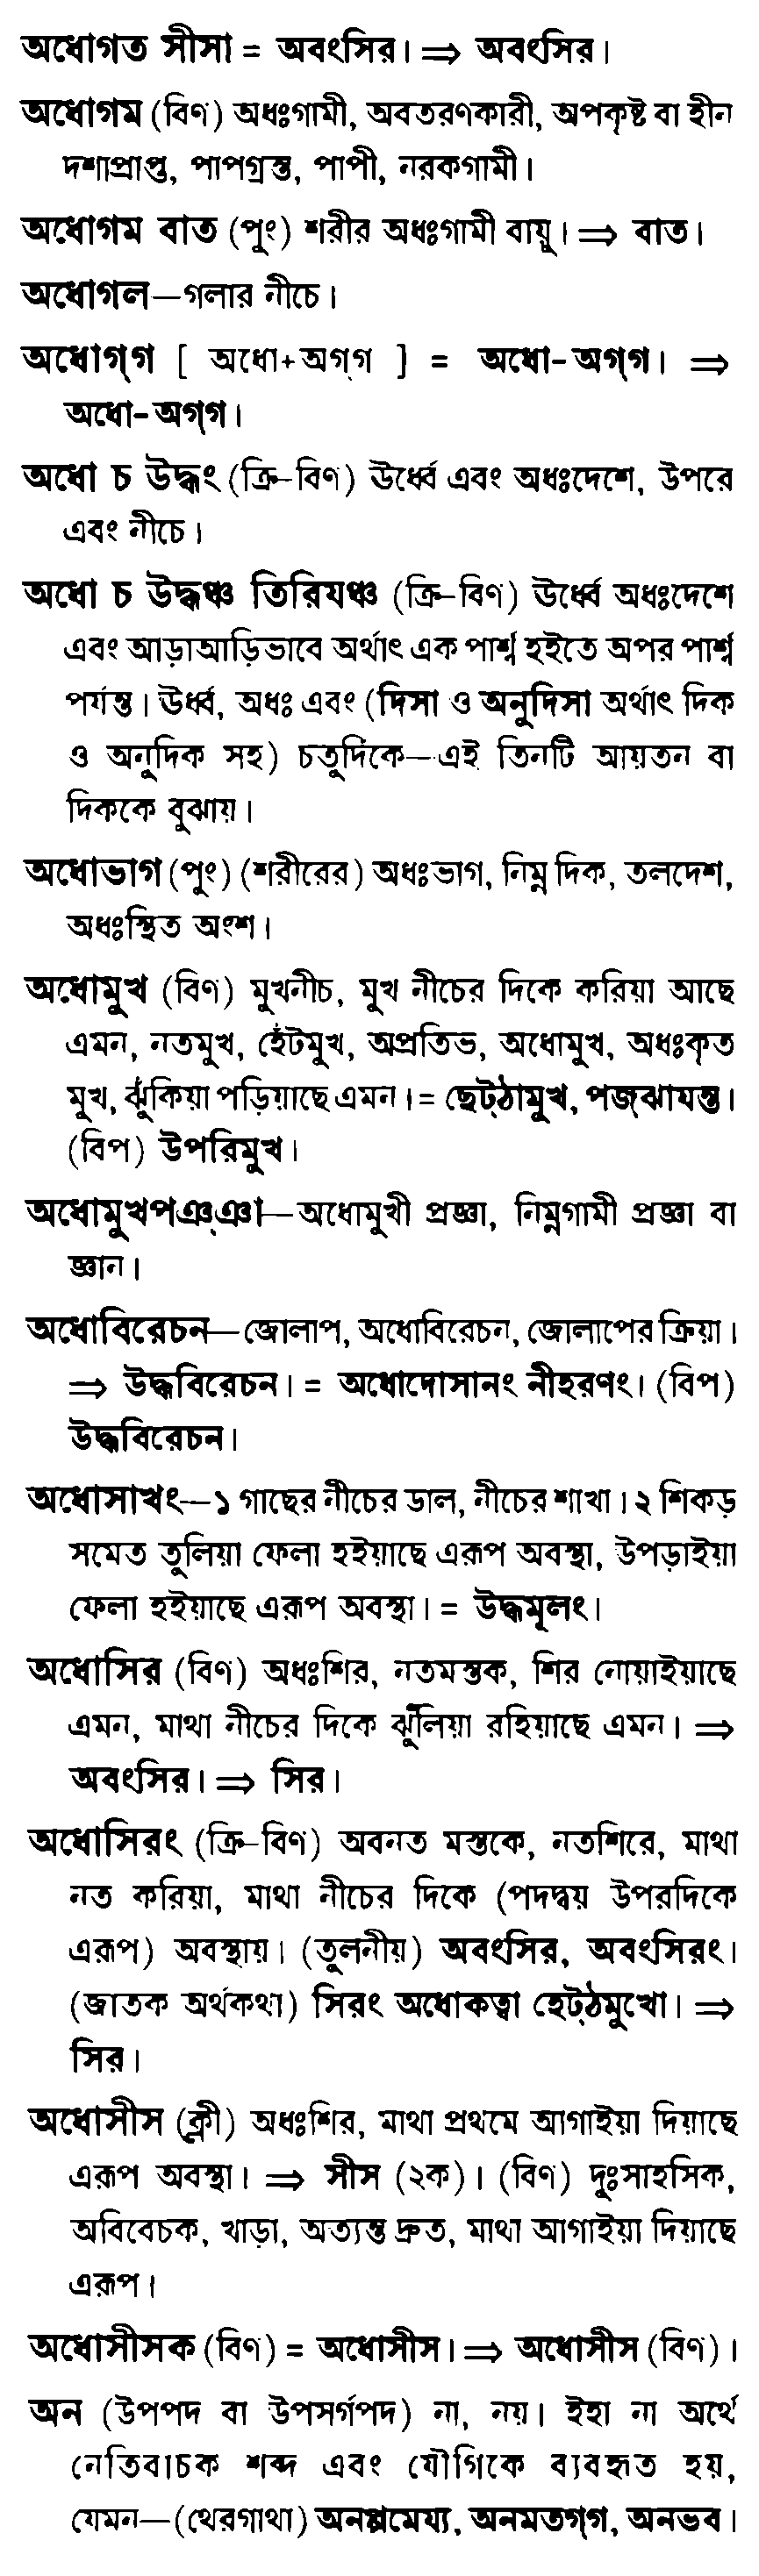 অধোগত সীসা = অবংসির। ⇒ অবংসির।
অধোগম (বিণ) অধঃগামী, অবতরণকারী, অপকৃষ্ট বা হীন
দশাপ্রাপ্ত, পাপগ্রস্ত, পাপী, নরকগামী।
অধোগম বাত (পুং) শরীর অধঃগামী বায়ু। ⇒ বাত।
অধোগল—গলার নীচে।
অধোগ্‌গ [ অধো+অগ্‌গ ] = অধো-অগ্‌গ। ⇒
অধো-অগ্‌গ।
অধো চ উদ্ধং (ক্রি-বিণ) ঊর্ধ্বে এবং অধঃদেশে, উপরে
এবং নীচে।
অধো চ উদ্ধঞ্চ তিরিযঞ্চ (ক্রি-বিণ) ঊর্ধ্বে অধঃদেশে
এবং আড়াআড়িভাবে অর্থাৎ এক পার্শ্ব হইতে অপর পার্শ্ব
পর্যন্ত। ঊর্ধ্ব, অধঃ এবং (দিসা ও অনুদিসা অর্থাৎ দিক
ও অনুদিক সহ) চতুর্দিকে—এই তিনটি আয়তন বা
দিককে বুঝায়।
অধোভাগ (পুং) (শরীরের) অধঃভাগ, নিম্ন দিক, তলদেশ,
অধঃস্থিত অংশ।
অধোমুখ (বিণ) মুখনীচ, মুখ নীচের দিকে করিয়া আছে
এমন, নতমুখ, হেঁটমুখ, অপ্রতিভ, অধোমুখ, অধঃকৃত
মুখ, ঝুঁকিয়া পড়িয়াছে এমন। = হেট্‌ঠামুখ, পজ্‌ঝাযন্ত।
(বিপ) উপরিমুখ।
অধোমুখপঞ্‌ঞা—অধোমুখী প্রজ্ঞা, নিম্নগামী প্রজ্ঞা বা
জ্ঞান।
অধোবিরেচন—জোলাপ, অধোবিরেচন, জোলাপের ক্রিয়া।
⇒ উদ্ধবিরেচন। = অধোদোসানং নীহরণং। (বিপ)
উদ্ধবিরেচন।
অধোসাখং—১ গাছের নীচের ডাল, নীচের শাখা। ২ শিকড়
সমেত তুলিয়া ফেলা হইয়াছে এরূপ অবস্থা, উপড়াইয়া
ফেলা হইয়াছে এরূপ অবস্থা। = উদ্ধমূলং।
অধোসির (বিণ) অধঃশির, নতমস্তক, শির নোয়াইয়াছে
এমন, মাথা নীচের দিকে ঝুঁলিয়া রহিয়াছে এমন। ⇒
অবংসির। ⇒ সির।
অধোসিরং (ক্রি-বিণ) অবনত মস্তকে, নতশিরে, মাথা
নত করিয়া, মাথা নীচের দিকে (পদদ্বয় উপরদিকে
এরূপ) অবস্থায়। (তুলনীয়) অবংসির, অবংসিরং।
(জাতক অর্থকথা) সিরং অধোকত্বা হেট্‌ঠমুখো। ⇒
সির।
অধোসীস (ক্লী) অধঃশির, মাথা প্রথমে আগাইয়া দিয়াছে
এরূপ অবস্থা। ⇒ সীস (২ক)। (বিণ) দুঃসাহসিক,
অবিবেচক, খাড়া, অত্যন্ত দ্রুত, মাথা আগাইয়া দিয়াছে
এরূপ।
অধোসীসক (বিণ) = অধোসীস। ⇒ অধোসীস (বিণ)।
অন (উপপদ বা উপসর্গপদ) না, নয়। ইহা না অর্থে
নেতিবাচক শব্দ এবং যৌগিকে ব্যবহৃত হয়,
যেমন—(থেরগাথা) অনপ্পমেয্য, অনমতগ্‌গ, অনভব।